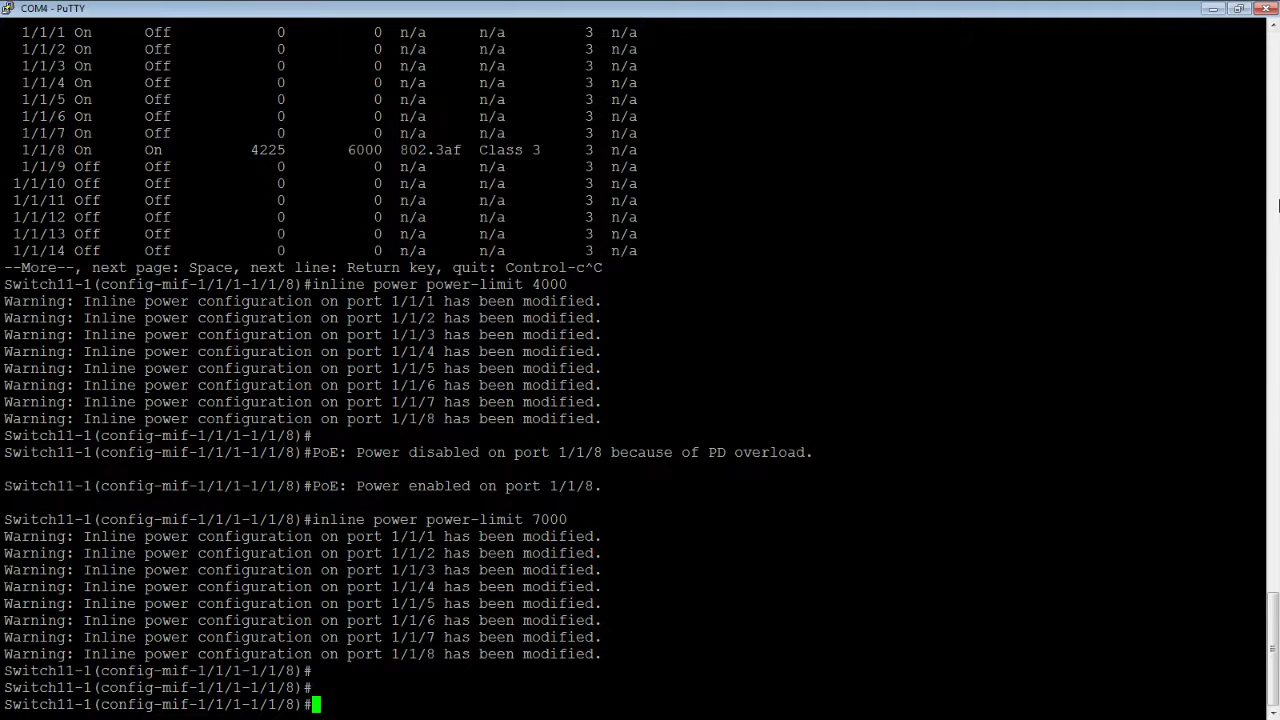 COM4 - PuTTY
1/1/1 On Off 0 0 n/a n/a 3 n/a
1/1/2 On Off 0 0 n/a n/a 3 n/a
1/1/3 On Off 0 0 n/a n/a 3 n/a
1/1/4 On Off 0 0 n/a n/a 3 n/a
1/1/5 On Off 0 0 n/a n/a 3 n/a
1/1/6 On Off 0 0 n/a n/a 3 n/a
1/1/7 On Off 0 0 n/a n/a 3 n/a
1/1/8 On On 4225 6000 802.3af Class 3 3 n/a
1/1/9 Off Off 0 0 n/a n/a 3 n/a
1/1/10 Off Off 0 0 n/a n/a 3 n/a
1/1/11 Off Off 0 0 n/a n/a 3 n/a
1/1/12 Off Off 0 0 n/a n/a 3 n/a
1/1/13 Off Off 0 0 n/a n/a 3 n/a
1/1/14 Off Off 0 0 n/a n/a 3 n/a
--More--, next page: Space, next line: Return key, quit: Control-c^C
Switch11-1(config-mif-1/1/1-1/1/8)#inline power power-limit 4000
Warning: Inline power configuration on port 1/1/1 has been modified.
Warning: Inline power configuration on port 1/1/2 has been modified.
Warning: Inline power configuration on port 1/1/3 has been modified.
Warning: Inline power configuration on port 1/1/4 has been modified.
Warning: Inline power configuration on port 1/1/5 has been modified.
Warning: Inline power configuration on port 1/1/6 has been modified.
Warning: Inline power configuration on port 1/1/7 has been modified.
Warning: Inline power configuration on port 1/1/8 has been modified.
Switch11-1(config-mif-1/1/1-1/1/8)#
Switch11-1(config-mif-1/1/1-1/1/8)#PoE: Power disabled on port 1/1/8 because of PD overload.
Switch11-1(config-mif-1/1/1-1/1/8)#PoE: Power enabled on port 1/1/8.
Switch11-1(config-mif-1/1/1-1/1/8)#inline power power-limit 7000
Warning: Inline power configuration on port 1/1/1 has been modified.
Warning: Inline power configuration on port 1/1/2 has been modified.
Warning: Inline power configuration on port 1/1/3 has been modified.
Warning: Inline power configuration on port 1/1/4 has been modified.
Warning: Inline power configuration on port 1/1/5 has been modified.
Warning: Inline power configuration on port 1/1/6 has been modified.
Warning: Inline power configuration on port 1/1/7 has been modified.
Warning: Inline power configuration on port 1/1/8 has been modified.
Switch11-1(config-mif-1/1/1-1/1/8)#
Switch11-1(config-mif-1/1/1-1/1/8)#
Switch11-1(config-mif-1/1/1-1/1/8)#